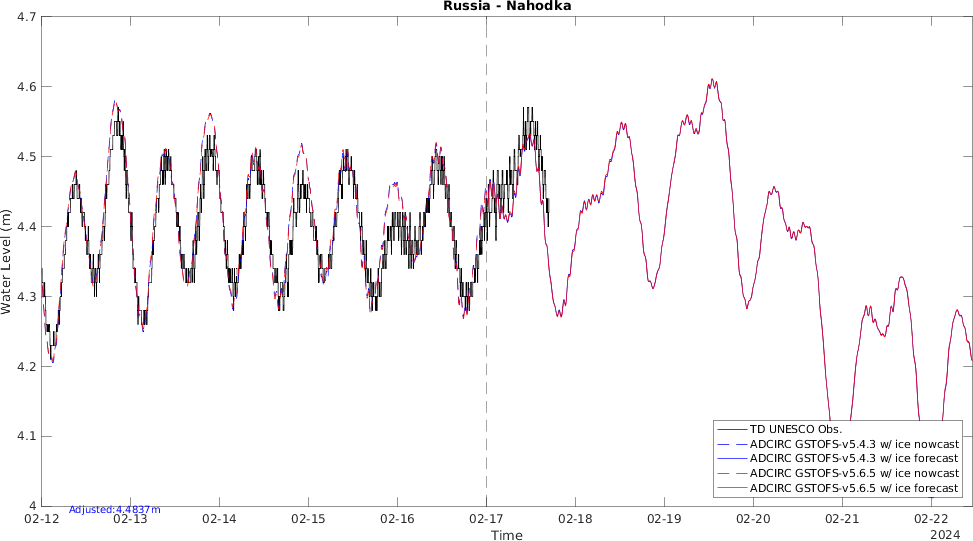 Russia - Nahodka
4.7
4.6
4.5
4.4
4.3
4.2
4.1
4
Water Level (m)
TD UNESCO Obs.
ADCIRC GSTOFS-v5.4.3 w/ ice nowcast
ADCIRC GSTOFS-v5.4.3 w/ ice forecast
ADCIRC GSTOFS-v5.6.5 w/ ice nowcast
ADCIRC GSTOFS-v5.6.5 w/ ice forecast
Adjusted:4.4837m
02-12 02-13 02-14 02-15 02-16 02-17 02-18 02-19 02-20 02-21 02-22
Time
2024